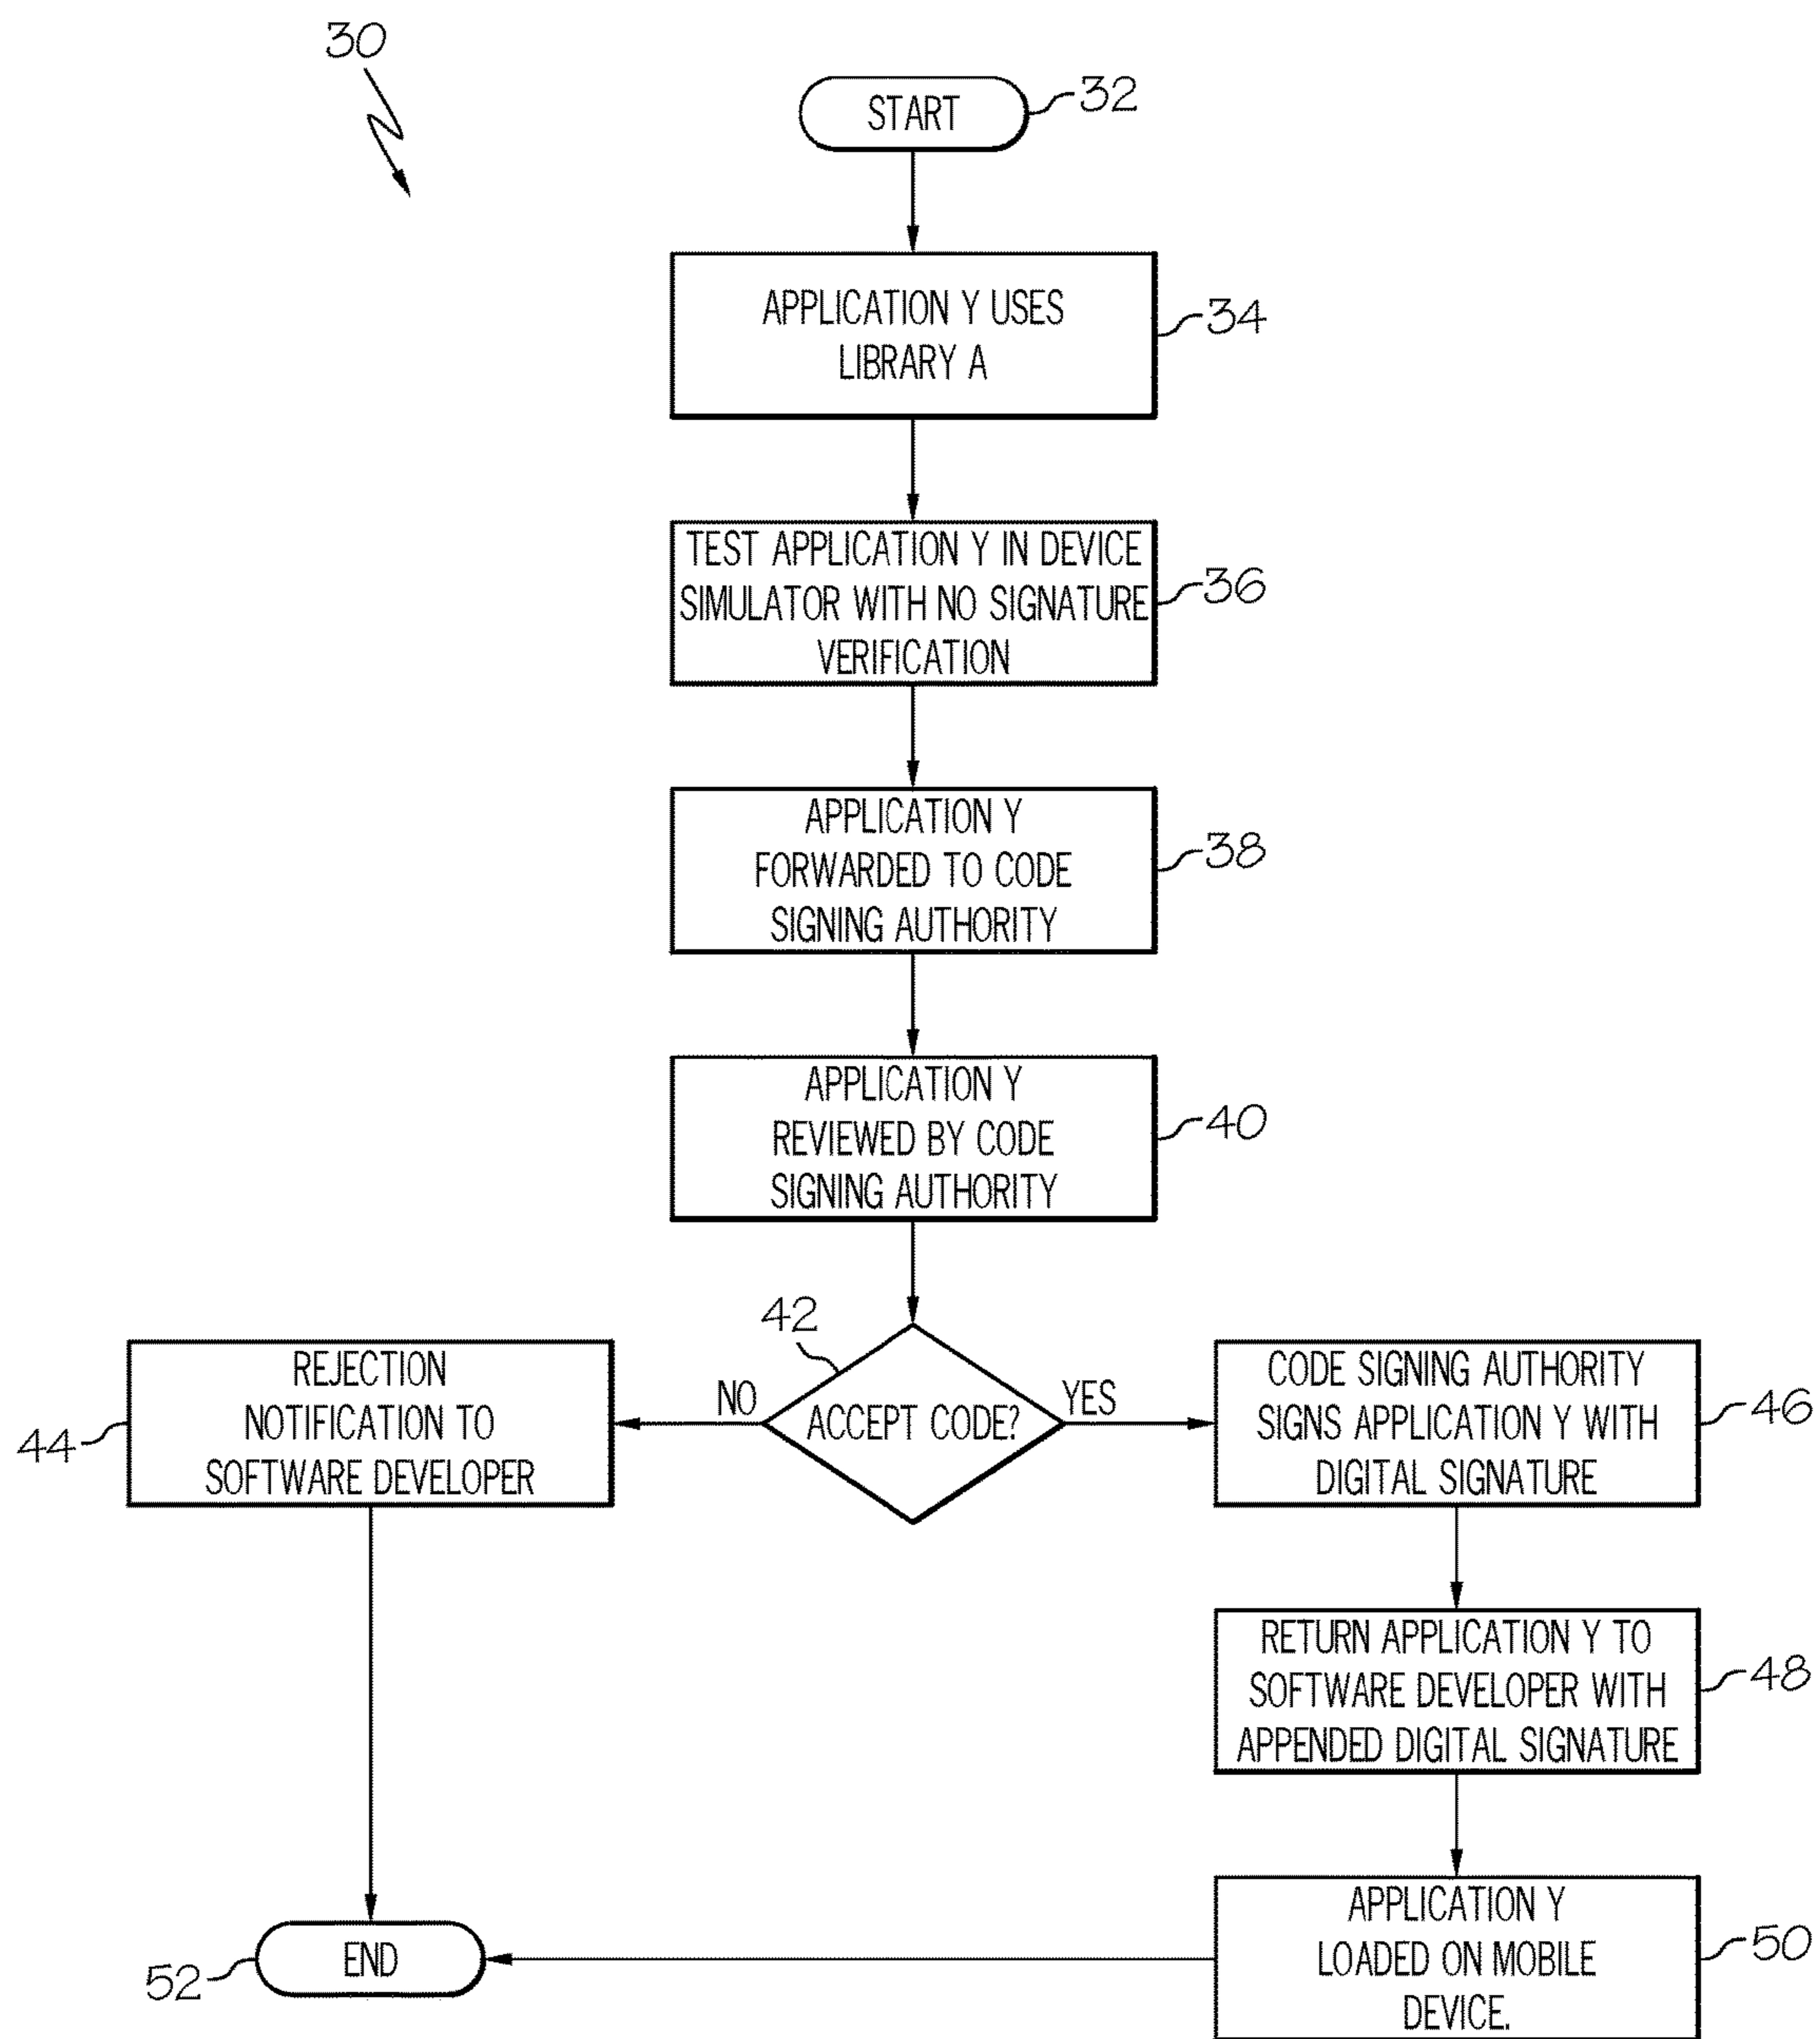 30
START
32
APPLICATION Y USES
LIBRARY A
34
TEST APPLICATION Y IN DEVICE
SIMULATOR WITH NO SIGNATURE
VERIFICATION
36
APPLICATION Y
FORWARDED TO CODE
SIGNING AUTHORITY
38
APPLICATION Y
REVIEWED BY CODE
SIGNING AUTHORITY
40
42
ACCEPT CODE?
NO
YES
REJECTION
NOTIFICATION TO
SOFTWARE DEVELOPER
44
CODE SIGNING AUTHORITY
SIGNS APPLICATION Y WITH
DIGITAL SIGNATURE
46
RETURN APPLICATION Y TO
SOFTWARE DEVELOPER WITH
APPENDED DIGITAL SIGNATURE
48
APPLICATION Y
LOADED ON MOBILE
DEVICE.
50
END
52